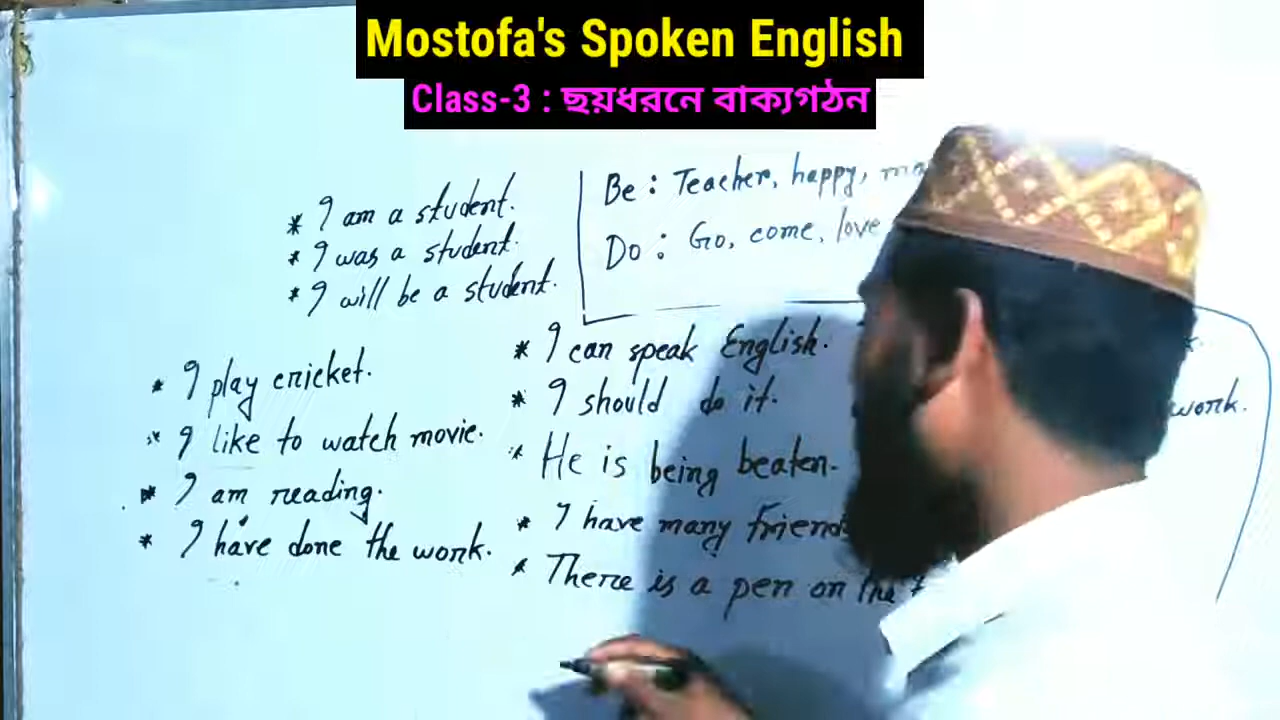 Mostofa's Spoken English
Class-3 : ছয়ধরনে বাক্যগঠন
Be : Teacher, happy,
Do : Go, come, love
* I am a student.
* I was a student.
* I will be a student.
* I play cricket.
* I like to watch movie.
* I am reading.
* I have done the work.
* I can speak English.
* I should do it.
* He is being beaten.
* I have many friends
* There is a pen on the
work.